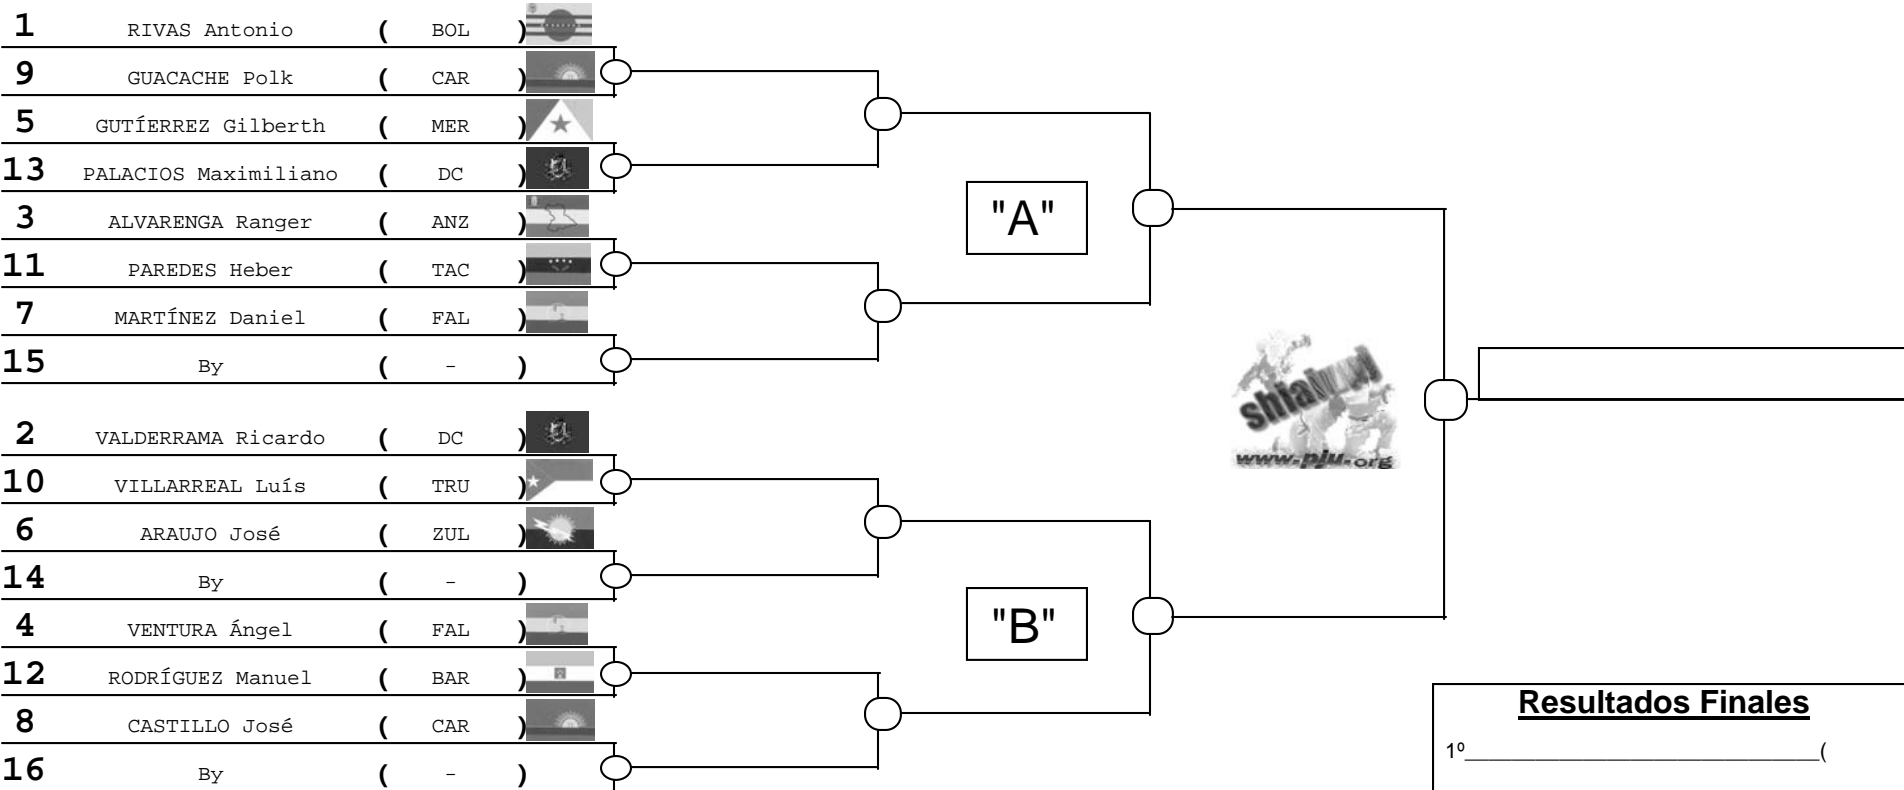 1 RIVAS Antonio ( BOL )
9 GUACACHE Polk ( CAR )
5 GUTÍERREZ Gilberth ( MER )
13 PALACIOS Maximiliano ( DC )
3 ALVARENGA Ranger ( ANZ )
11 PAREDES Heber ( TAC )
7 MARTÍNEZ Daniel ( FAL )
15 By ( - )
"A"
2 VALDERRAMA Ricardo ( DC )
10 VILLARREAL Luís ( TRU )
6 ARAUJO José ( ZUL )
14 By ( - )
4 VENTURA Ángel ( FAL )
12 RODRÍGUEZ Manuel ( BAR )
8 CASTILLO José ( CAR )
16 By ( - )
"B"
www.pju.org
Resultados Finales
1º______________________________(